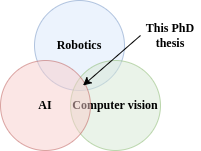 This PhD
thesis
Robotics
AI
Computer vision